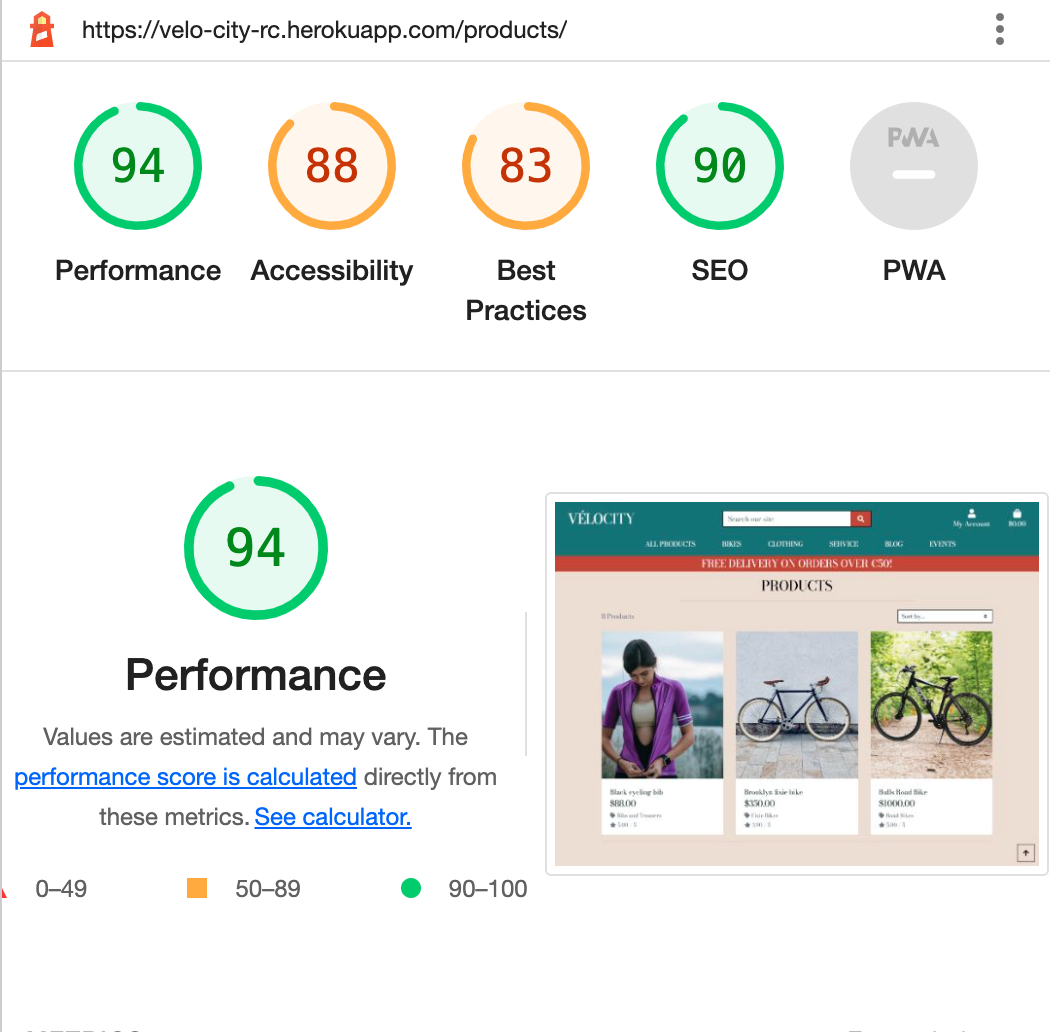 https://velo-city-rc.herokuapp.com/products/
94
88
83
90
PWA
Performance
Accessibility
Best
Practices
SEO
PWA
94
Performance
Values are estimated and may vary. The
performance score is calculated directly from
these metrics. See calculator.
0–49
50–89
90–100
VÉLOCITY
Search our site
My Account
$0.00
ALL PRODUCTS
BIKES
CLOTHING
SERVICE
BLOG
EVENTS
FREE DELIVERY ON ORDERS OVER €50!
PRODUCTS
8 Products
Sort by...
Black cycling bib
$88.00
Bibs and Trousers
5.00 / 5
Brooklyn fixie bike
$350.00
Fixie Bikes
5.00 / 5
Bulls Road Bike
$1000.00
Road Bikes
5.00 / 5